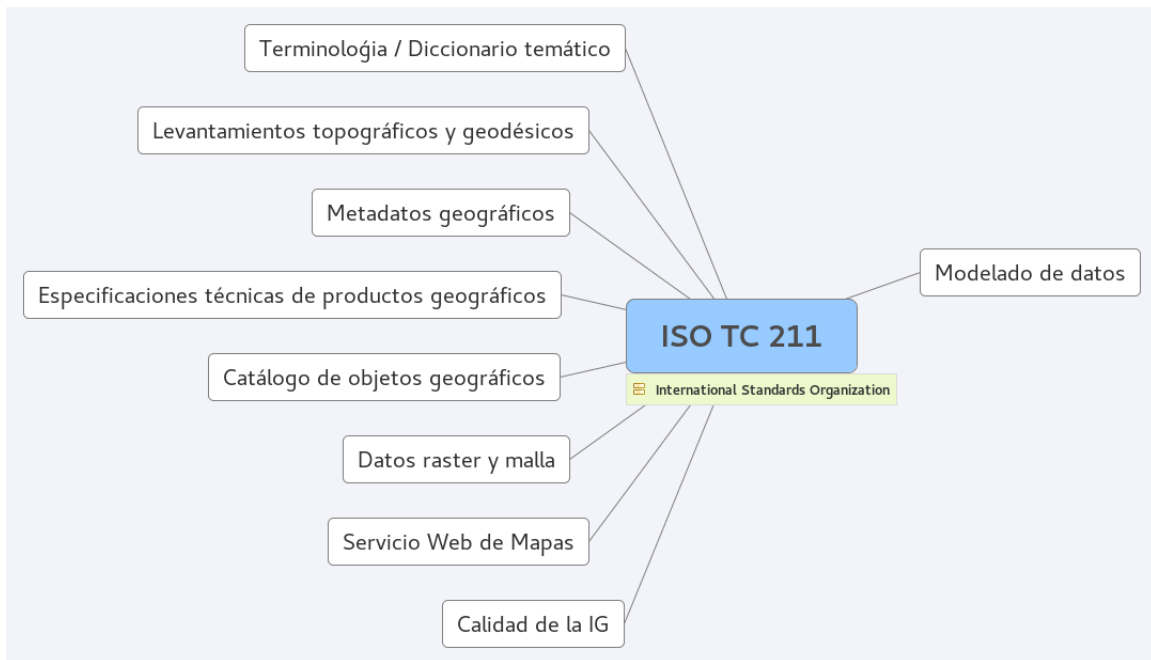 Terminoloǵia / Diccionario temático
Levantamientos topográficos y geodésicos
Metadatos geográficos
Especificaciones técnicas de productos geográficos
Catálogo de objetos geográficos
Datos raster y malla
Servicio Web de Mapas
Calidad de la IG
ISO TC 211
International Standards Organization
Modelado de datos